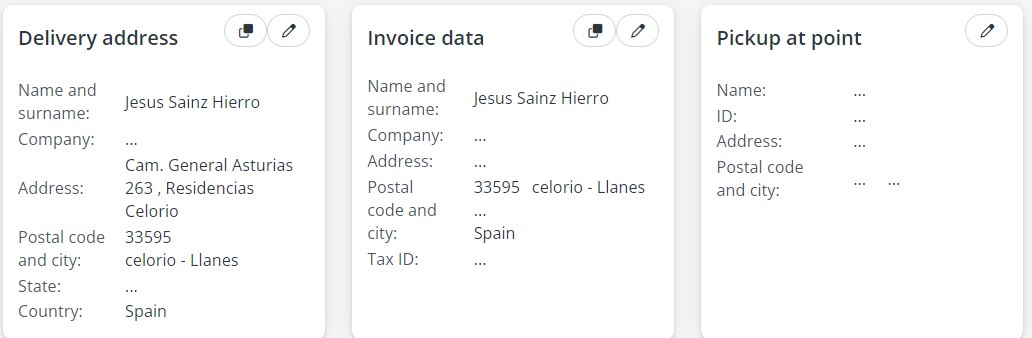 Delivery address
Name and
surname:
Jesus Sainz Hierro
Company:
...
Address:
Cam. General Asturias
263 , Residencias
Celorio
Postal code
and city:
33595
celorio - Llanes
State:
...
Country:
Spain
Invoice data
Name and
surname:
Jesus Sainz Hierro
Company:
...
Address:
...
Postal
code and
city:
33595 celorio - Llanes
...
Spain
Tax ID:
...
Pickup at point
Name:
...
ID:
...
Address:
...
Postal code
and city:
... ...